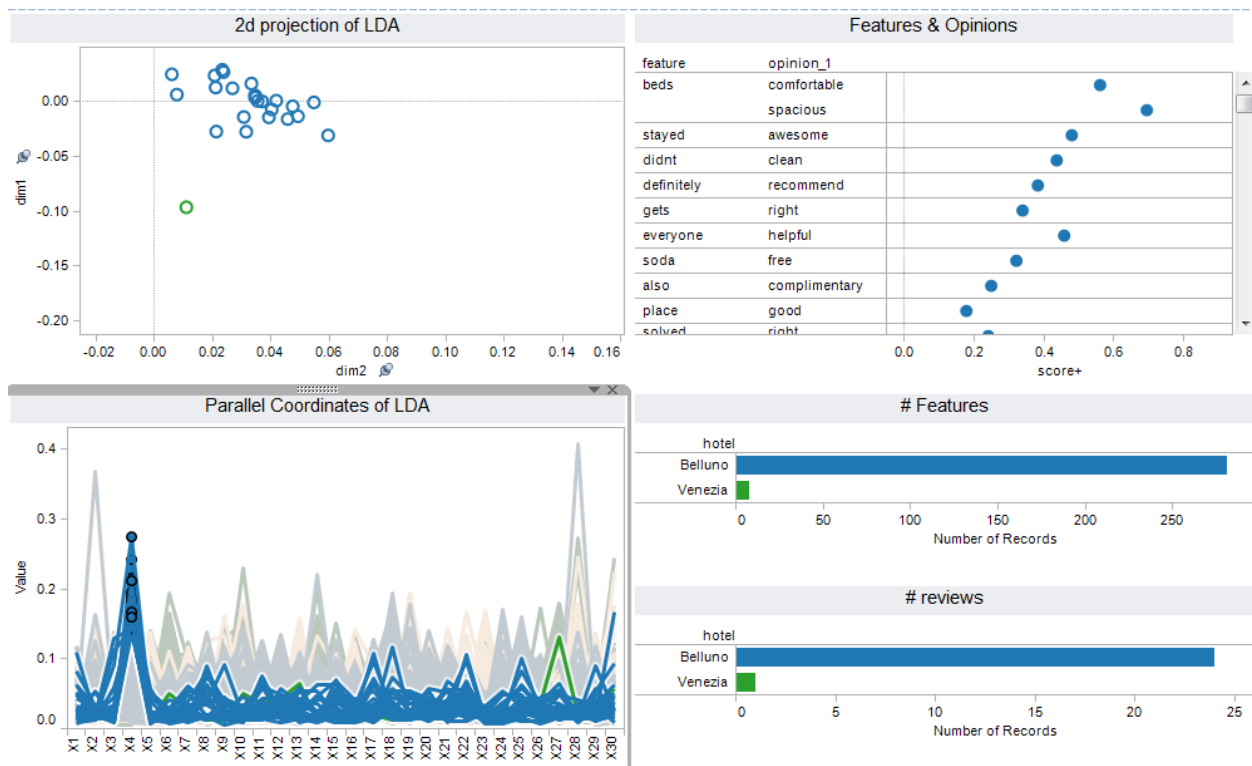 2d projection of LDA
0.00
-0.05
-0.10
-0.15
-0.20
dim1
-0.02 0.00 0.02 0.04 0.06 0.08 0.10 0.12 0.14 0.16
dim2
Features & Opinions
feature opinion_1
beds comfortable
spacious
stayed awesome
didnt clean
definitely recommend
gets right
everyone helpful
soda free
also complimentary
place good
solved right
0.0 0.2 0.4 0.6 0.8
score+
Parallel Coordinates of LDA
0.4
0.3
0.2
0.1
0.0
Value
X1 X2 X3 X4 X5 X6 X7 X8 X9 X10 X11 X12 X13 X14 X15 X16 X17 X18 X19 X20 X21 X22 X23 X24 X25 X26 X27 X28 X29 X30
# Features
hotel
Belluno
Venezia
0 50 100 150 200 250
Number of Records
# reviews
hotel
Belluno
Venezia
0 5 10 15 20 25
Number of Records